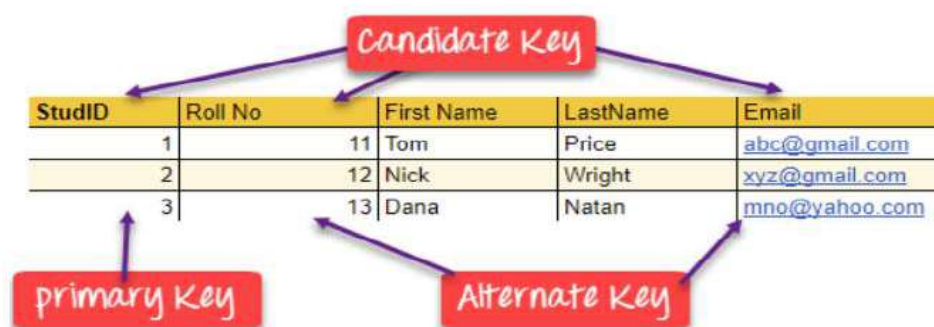 Candidate Key
StudID Roll No First Name LastName Email
1 11 Tom Price abc@gmail.com
2 12 Nick Wright xyz@gmail.com
3 13 Dana Natan mno@yahoo.com
primary Key Alternate Key